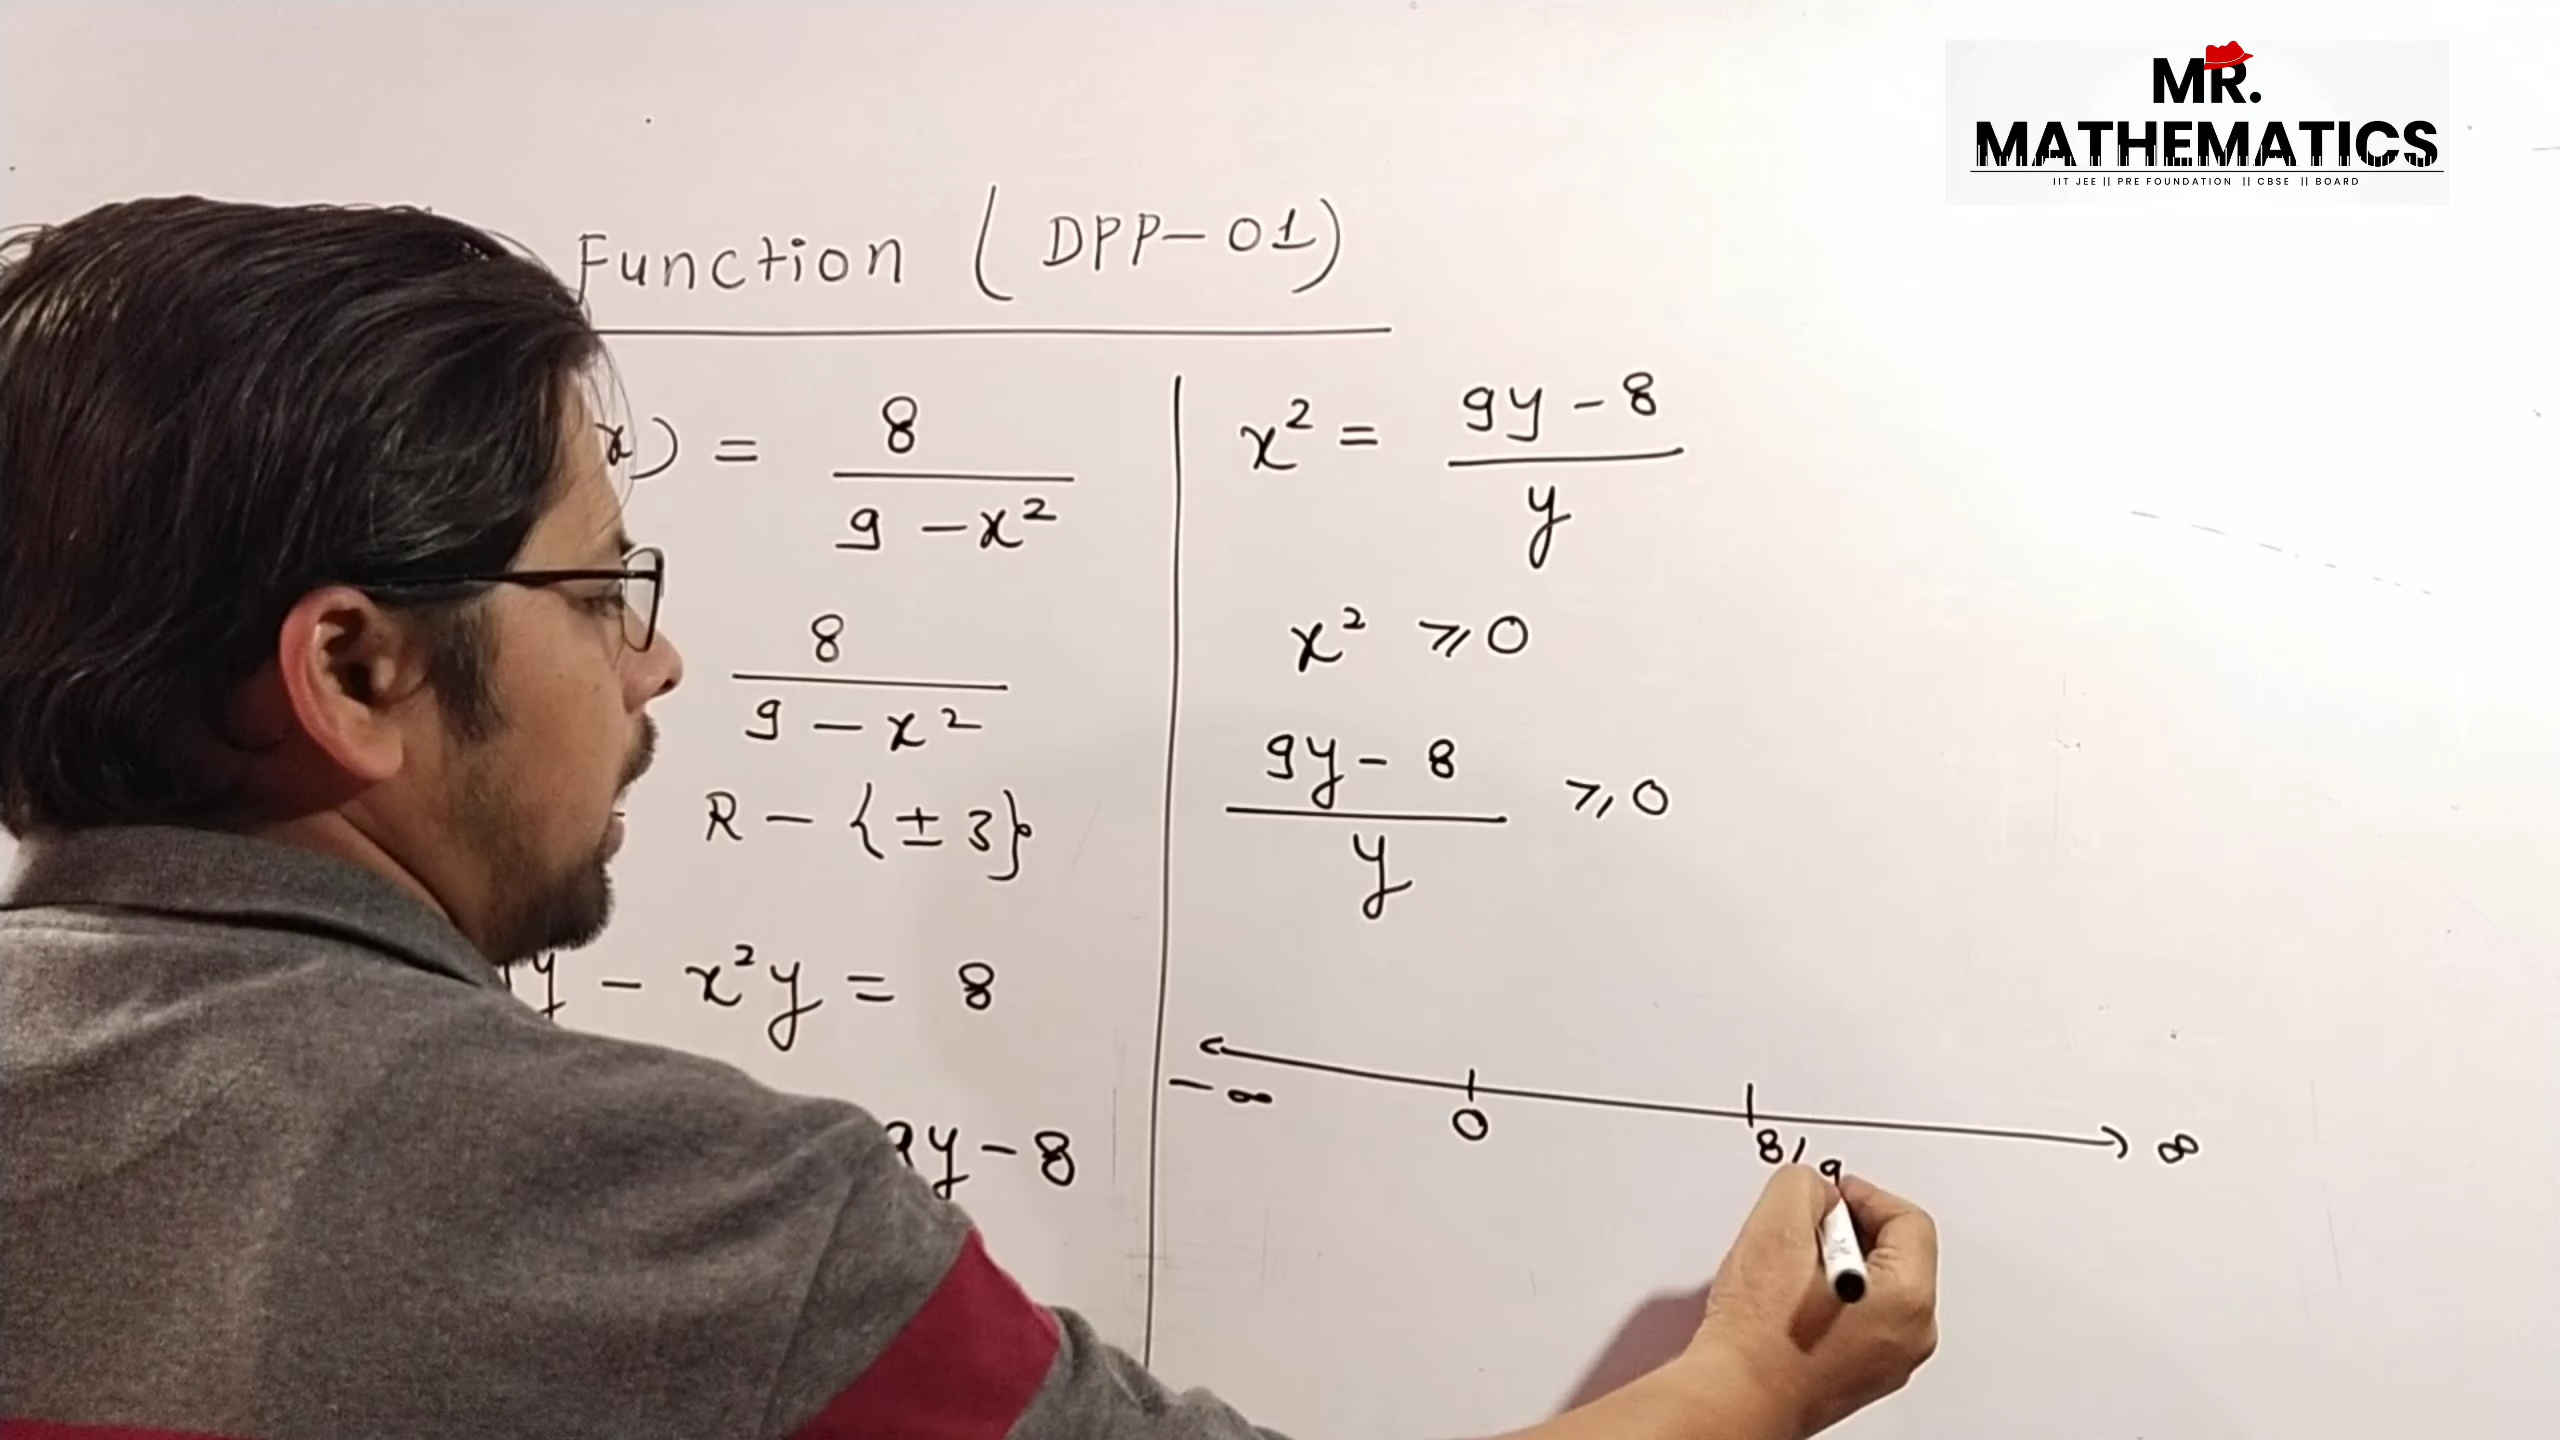 MR.
MATHEMATICS
IIT JEE || PRE FOUNDATION || CBSE || BOARD
Function ( DPP-01)
x) = 8
9 - x²
8
9 - x²
R - {± 3}
y - x²y = 8
9y - 8
x² = 9y - 8
y
x² ⩾ 0
9y - 8
y ⩾ 0
-∞ 0 8/9 ∞